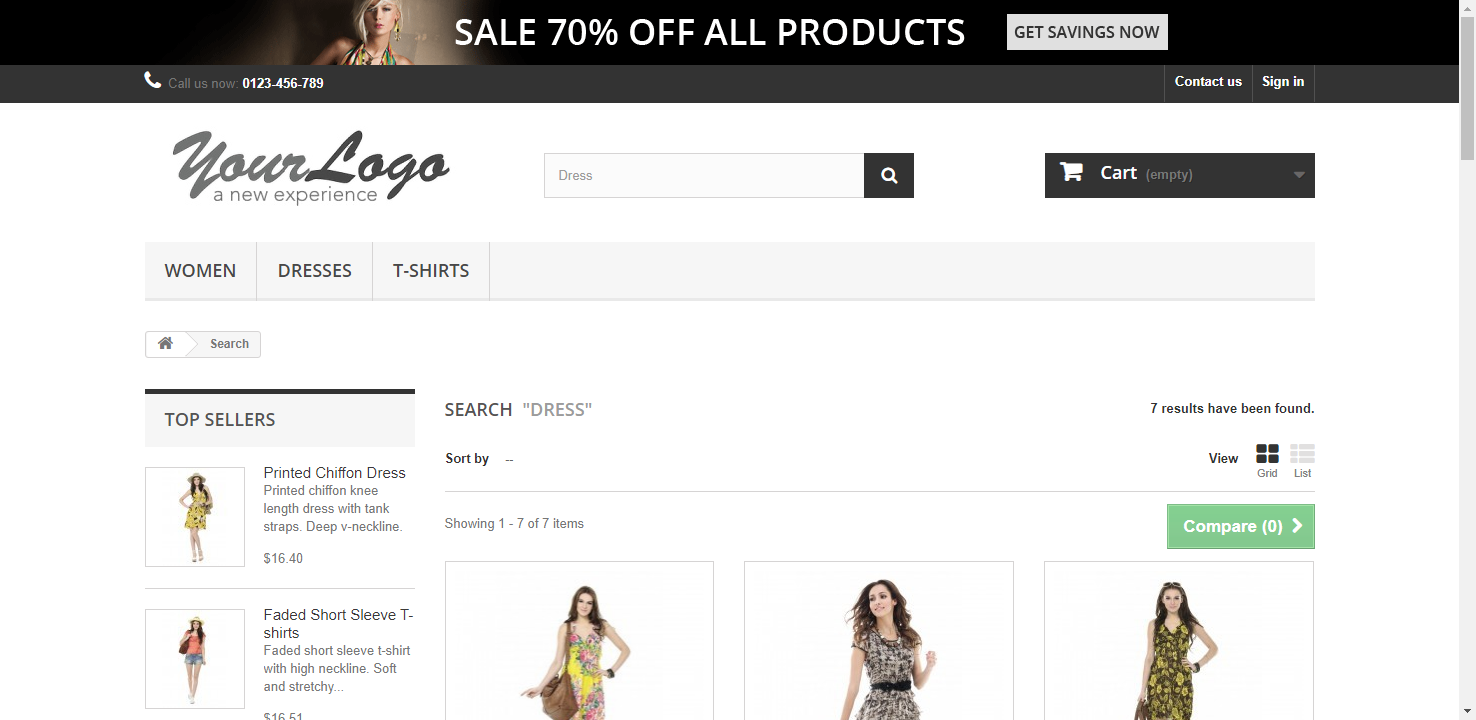 SALE 70% OFF ALL PRODUCTS
GET SAVINGS NOW
Call us now: 0123-456-789
Contact us
Sign in
YourLogo
a new experience
Dress
Cart (empty)
WOMEN
DRESSES
T-SHIRTS
Search
TOP SELLERS
Printed Chiffon Dress
Printed chiffon knee
length dress with tank
straps. Deep v-neckline.
$16.40
Faded Short Sleeve T-
shirts
Faded short sleeve t-shirt
with high neckline. Soft
and stretchy...
$16.51
SEARCH "DRESS"
7 results have been found.
Sort by --
View
Grid
List
Showing 1 - 7 of 7 items
Compare (0)